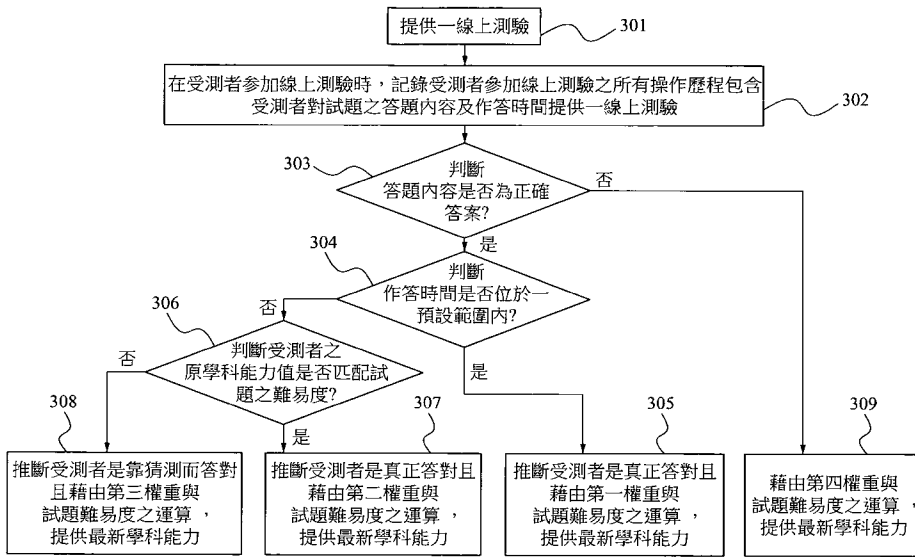 提供一線上測驗
301
在受測者參加線上測驗時，記錄受測者參加線上測驗之所有操作歷程包含
受測者對試題之答題內容及作答時間提供一線上測驗
302
303
判斷
答題內容是否為正確
答案?
否
是
304
判斷
作答時間是否位於一
預設範圍內?
否
是
306
判斷受測者之
原學科能力值是否匹配試
題之難易度?
否
是
308
推斷受測者是靠猜測而答對
且藉由第三權重與
試題難易度之運算，
提供最新學科能力
307
推斷受測者是真正答對且
藉由第二權重與
試題難易度之運算，
提供最新學科能力
305
推斷受測者是真正答對且
藉由第一權重與
試題難易度之運算，
提供最新學科能力
309
藉由第四權重與
試題難易度之運算，
提供最新學科能力